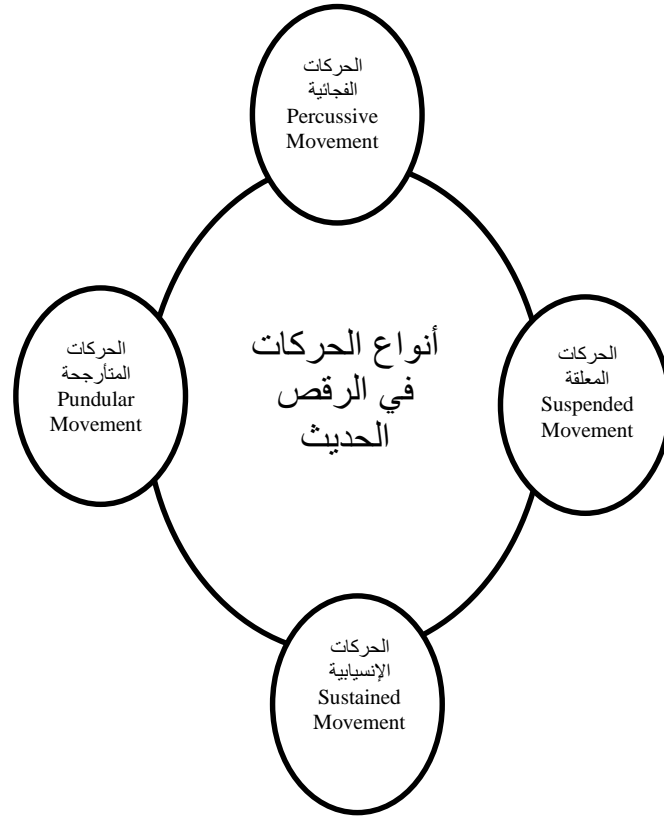 الحركات
الفجائية
Percussive
Movement
أنواع الحركات
في الرقص
الحديث
الحركات
المتأرجحة
Pundular
Movement
الحركات
المعلقة
Suspended
Movement
الحركات
الإنسيابية
Sustained
Movement